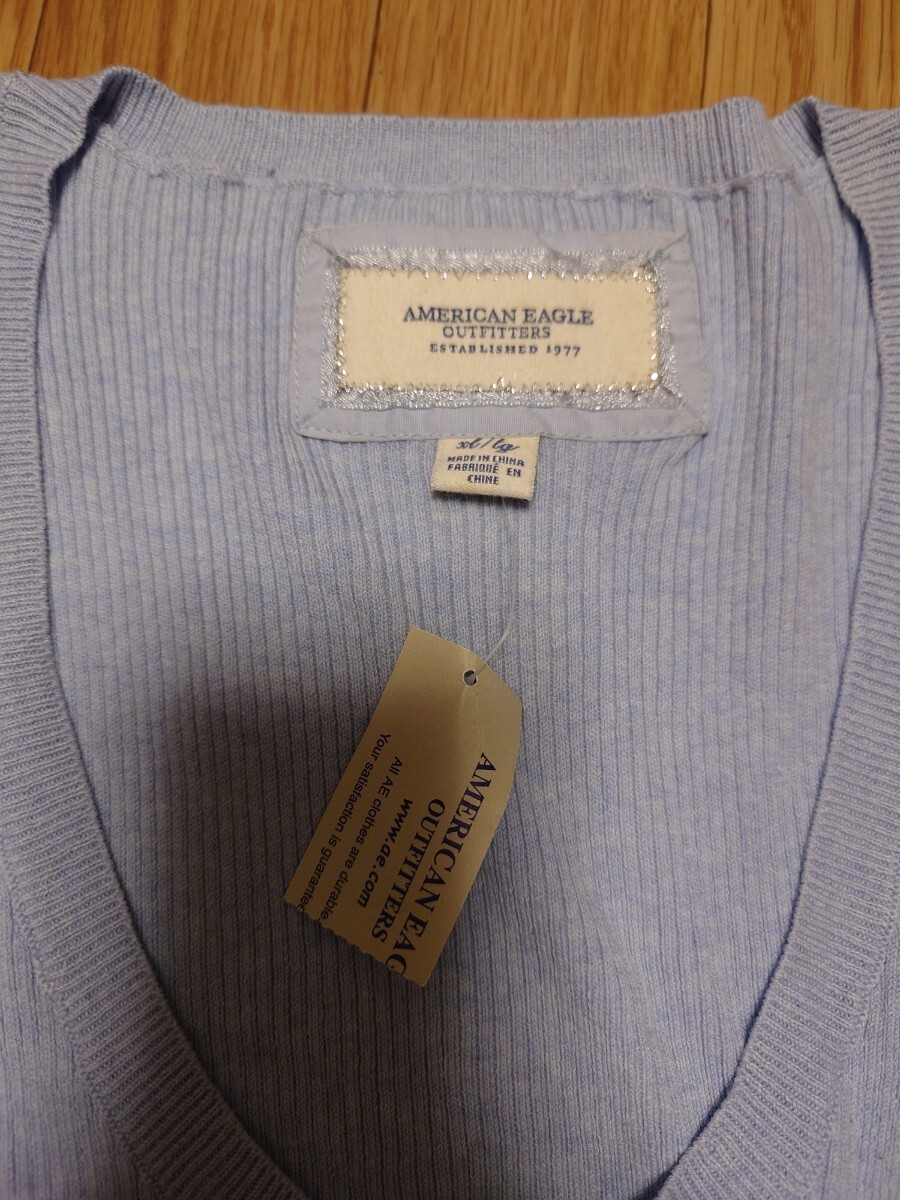 AMERICAN EAGLE
OUTFITTERS
ESTABLISHED 1977
xl/lg
MADE IN CHINA
FABRIQUÉ EN
CHINE
AMERICAN EAG
OUTFITTERS
www.ae.com
All AE clothes are durable
Your satisfaction is guarantee